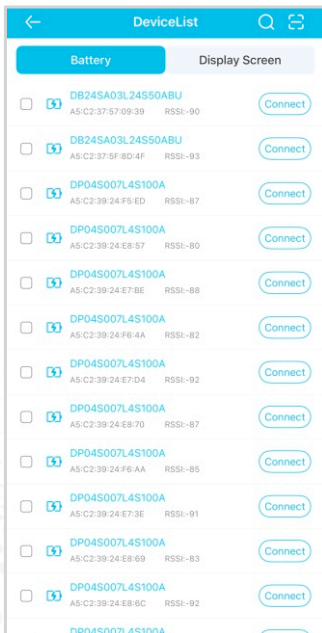 DeviceList
Battery Display Screen
DB24SA03L24S50ABU
A5:C2:37:57:09:39 RSSI:-90 Connect
DB24SA03L24S50ABU
A5:C2:37:5F:8D:4F RSSI:-93 Connect
DP04S007L4S100A
A5:C2:39:24:F5:ED RSSI:-87 Connect
DP04S007L4S100A
A5:C2:39:24:E8:57 RSSI:-80 Connect
DP04S007L4S100A
A5:C2:39:24:E7:BE RSSI:-88 Connect
DP04S007L4S100A
A5:C2:39:24:F6:4A RSSI:-82 Connect
DP04S007L4S100A
A5:C2:39:24:E7:D4 RSSI:-92 Connect
DP04S007L4S100A
A5:C2:39:24:E8:70 RSSI:-87 Connect
DP04S007L4S100A
A5:C2:39:24:F6:AA RSSI:-85 Connect
DP04S007L4S100A
A5:C2:39:24:E7:3E RSSI:-91 Connect
DP04S007L4S100A
A5:C2:39:24:E8:69 RSSI:-83 Connect
DP04S007L4S100A
A5:C2:39:24:E8:6C RSSI:-92 Connect
DP04S007L4S100A